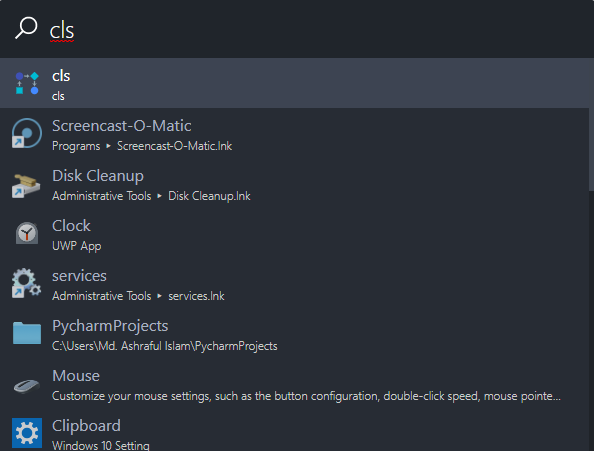 cls
cls
cls
Screencast-O-Matic
Programs ▸ Screencast-O-Matic.lnk
Disk Cleanup
Administrative Tools ▸ Disk Cleanup.lnk
Clock
UWP App
services
Administrative Tools ▸ services.lnk
PycharmProjects
C:\Users\Md. Ashraful Islam\PycharmProjects
Mouse
Customize your mouse settings, such as the button configuration, double-click speed, mouse pointe...
Clipboard
Windows 10 Setting